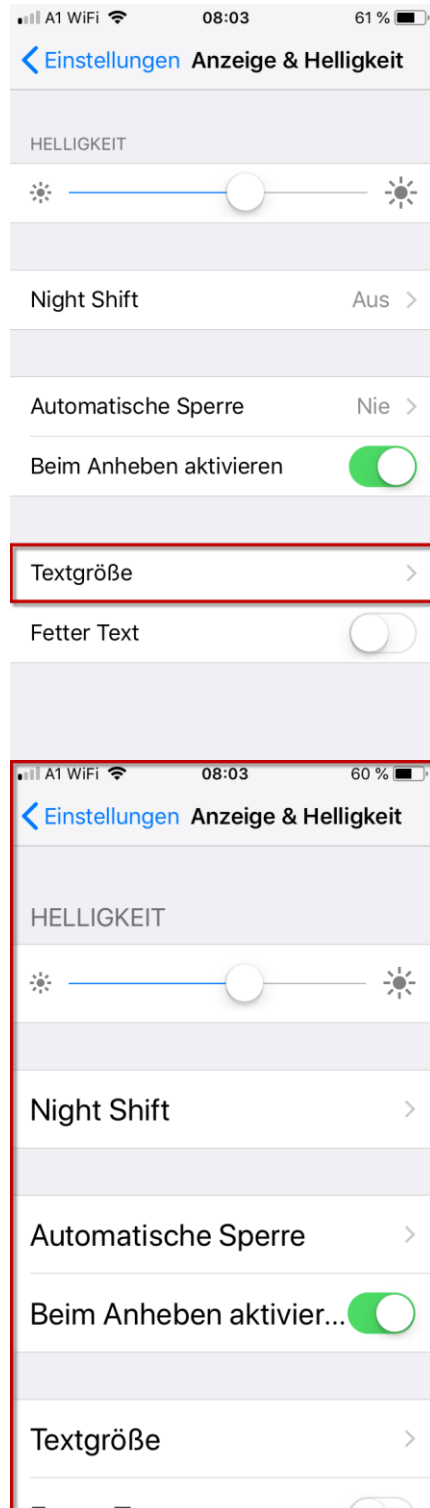 A1 WiFi 08:03 61 %
Einstellungen Anzeige & Helligkeit
HELLIGKEIT
Night Shift Aus
Automatische Sperre Nie
Beim Anheben aktivieren
Textgröße
Fetter Text
A1 WiFi 08:03 60 %
Einstellungen Anzeige & Helligkeit
HELLIGKEIT
Night Shift
Automatische Sperre
Beim Anheben aktivier...
Textgröße